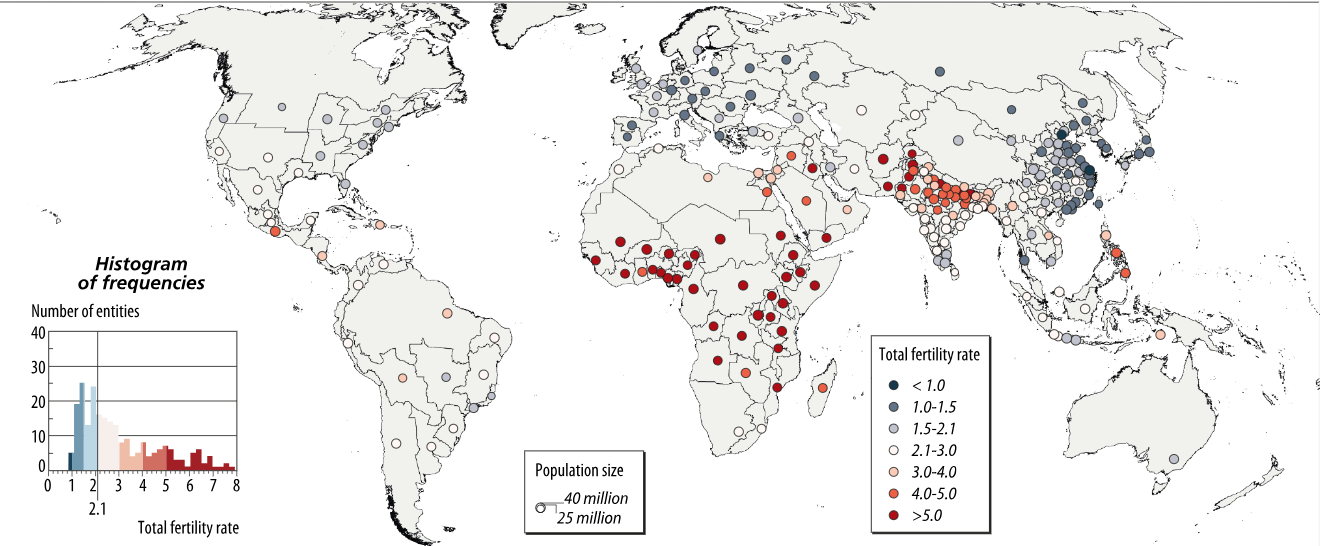 Histogram
of frequencies
Number of entities
40
30
20
10
0
0 1 2 3 4 5 6 7 8
2.1
Total fertility rate
Population size
40 million
25 million
Total fertility rate
< 1.0
1.0-1.5
1.5-2.1
2.1-3.0
3.0-4.0
4.0-5.0
>5.0